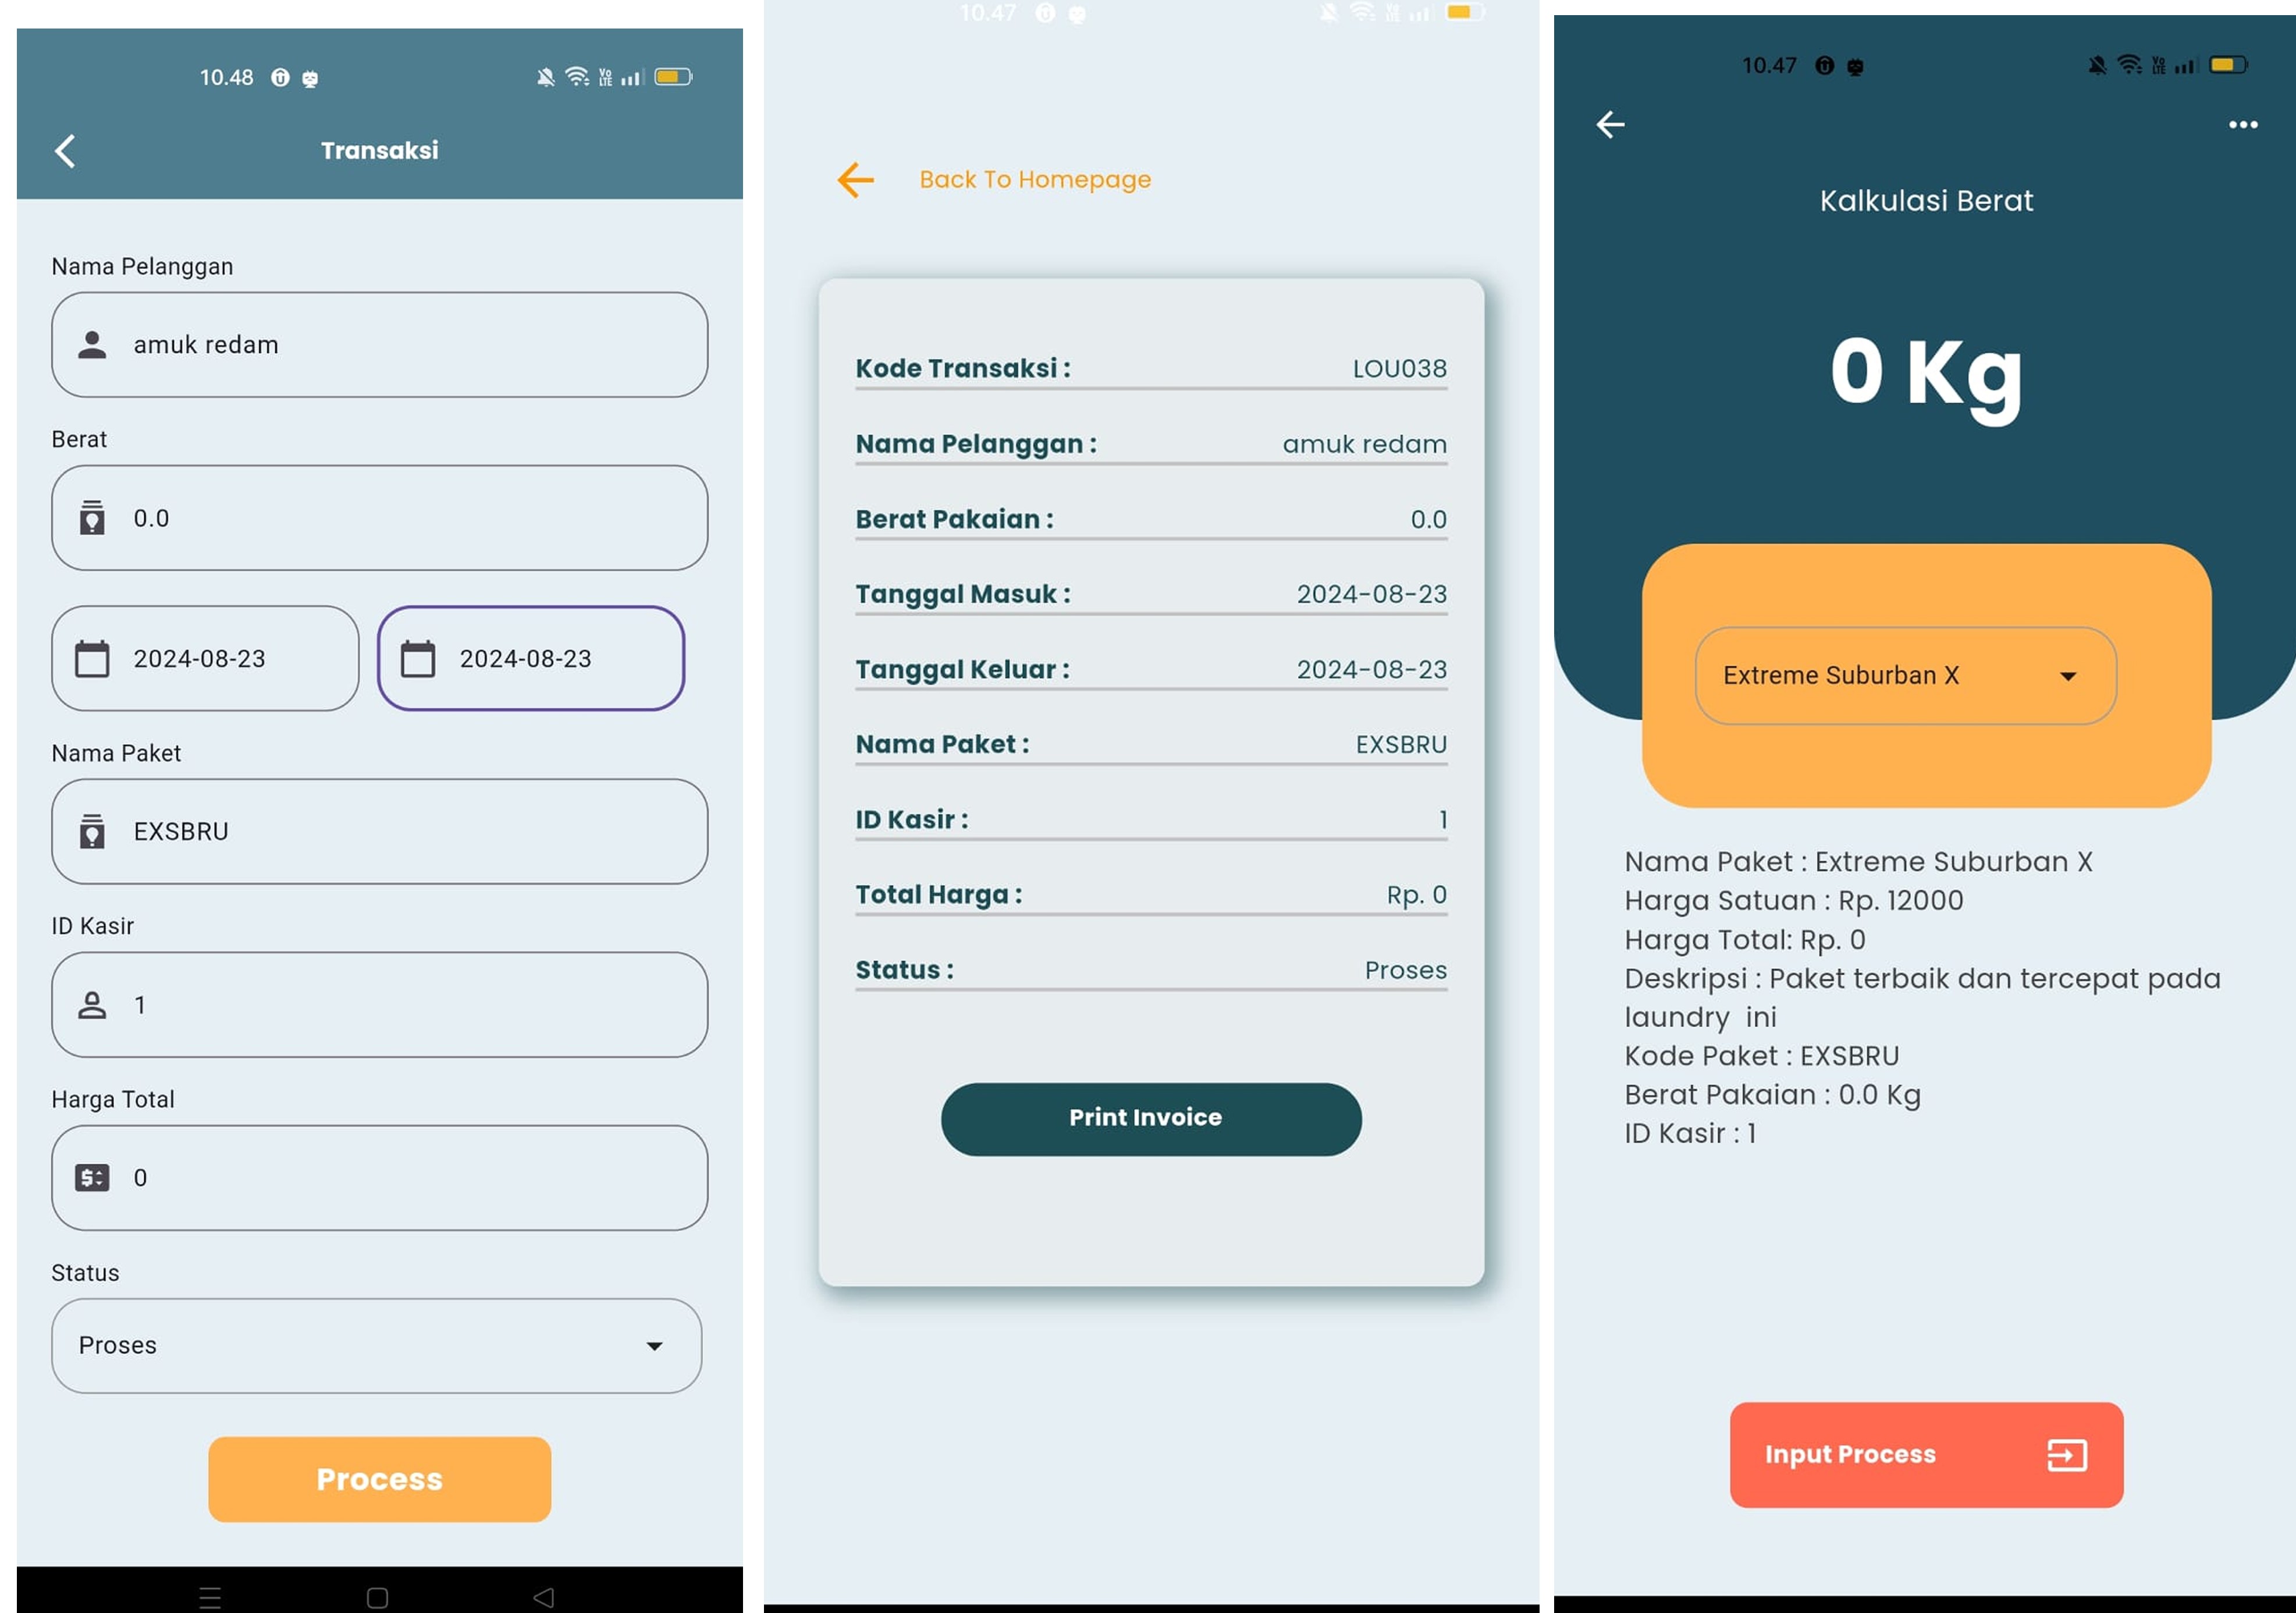 10.48
Transaksi
Nama Pelanggan
amuk redam
Berat
0.0
2024-08-23
2024-08-23
Nama Paket
EXSBRU
ID Kasir
1
Harga Total
0
Status
Proses
Process
10.47
Back To Homepage
Kode Transaksi : LOU038
Nama Pelanggan : amuk redam
Berat Pakaian : 0.0
Tanggal Masuk : 2024-08-23
Tanggal Keluar : 2024-08-23
Nama Paket : EXSBRU
ID Kasir : 1
Total Harga : Rp. 0
Status : Proses
Print Invoice
10.47
Kalkulasi Berat
0 Kg
Extreme Suburban X
Nama Paket : Extreme Suburban X
Harga Satuan : Rp. 12000
Harga Total: Rp. 0
Deskripsi : Paket terbaik dan tercepat pada
laundry  ini
Kode Paket : EXSBRU
Berat Pakaian : 0.0 Kg
ID Kasir : 1
Input Process